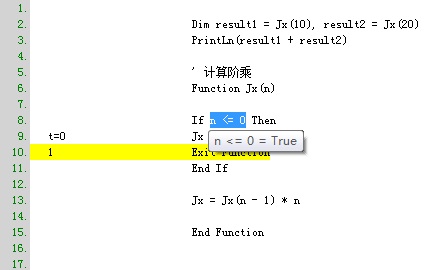 1.
2. Dim result1 = Jx(10), result2 = Jx(20)
3. PrintLn(result1 + result2)
4.
5. ' 计算阶乘
6. Function Jx(n)
7.
8. If n <= 0 Then
9. t=0 Jx
n <= 0 = True
10. 1 Exit Function
11. End If
12.
13. Jx = Jx(n - 1) * n
14.
15. End Function
16.
17.